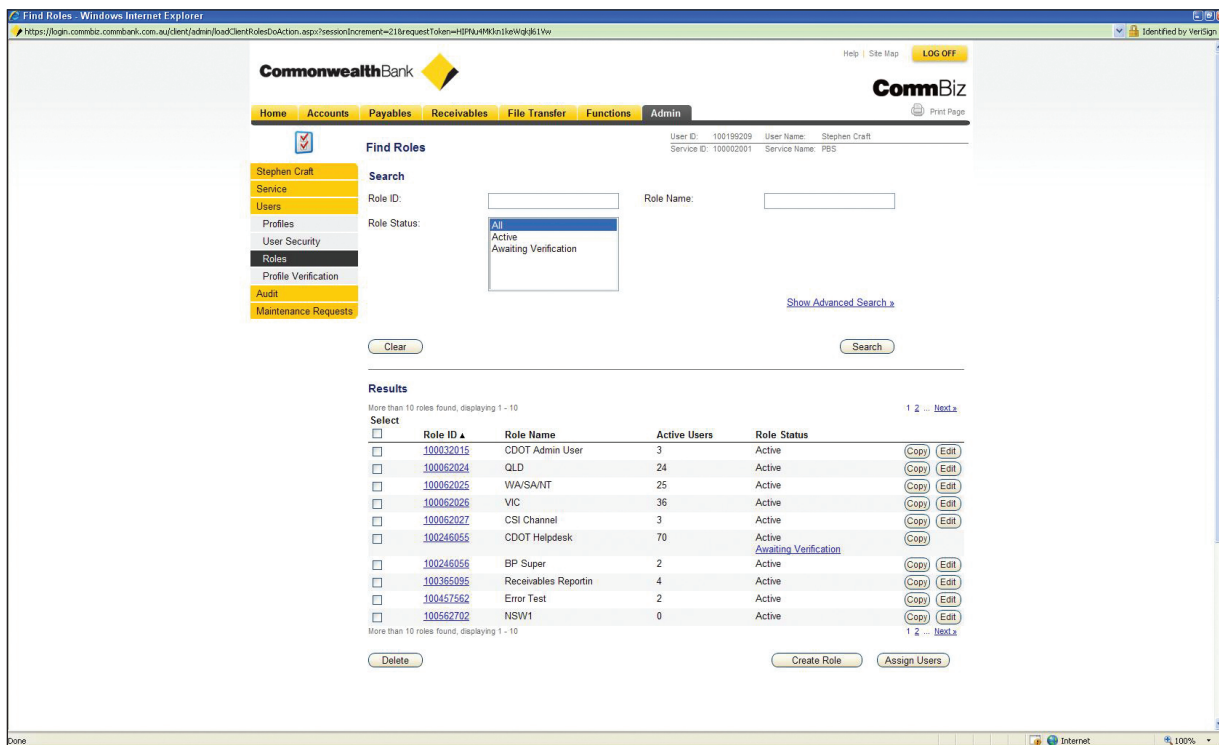 Find Roles - Windows Internet Explorer
https://login.commbiz.commbank.com.au/client/admin/loadClientRolesDoAction.aspx?sessionIncrement=21&requestToken=HIPNu4MKkn1keWqkjl61Vw Identified by VeriSign
Help | Site Map LOG OFF
CommonwealthBank
CommBiz
Home Accounts Payables Receivables File Transfer Functions Admin Print Page
User ID: 100199209 User Name: Stephen Craft
Find Roles Service ID: 100002001 Service Name: PBS
Stephen Craft
Service
Users
Profiles
User Security
Roles
Profile Verification
Audit
Maintenance Requests
Search
Role ID: Role Name:
Role Status: All
Active
Awaiting Verification
Show Advanced Search »
Clear Search
Results
More than 10 roles found, displaying 1 - 10 1 2 ... Next »
Select
Role ID ▲ Role Name Active Users Role Status
100032015 CDOT Admin User 3 Active Copy Edit
100062024 QLD 24 Active Copy Edit
100062025 WA/SA/NT 25 Active Copy Edit
100062026 VIC 36 Active Copy Edit
100062027 CSI Channel 3 Active Copy Edit
100246055 CDOT Helpdesk 70 Active Copy
Awaiting Verification
100246056 BP Super 2 Active Copy Edit
100365095 Receivables Reportin 4 Active Copy Edit
100457562 Error Test 2 Active Copy Edit
100562702 NSW1 0 Active Copy Edit
More than 10 roles found, displaying 1 - 10 1 2 ... Next »
Delete Create Role Assign Users
Done Internet 100%